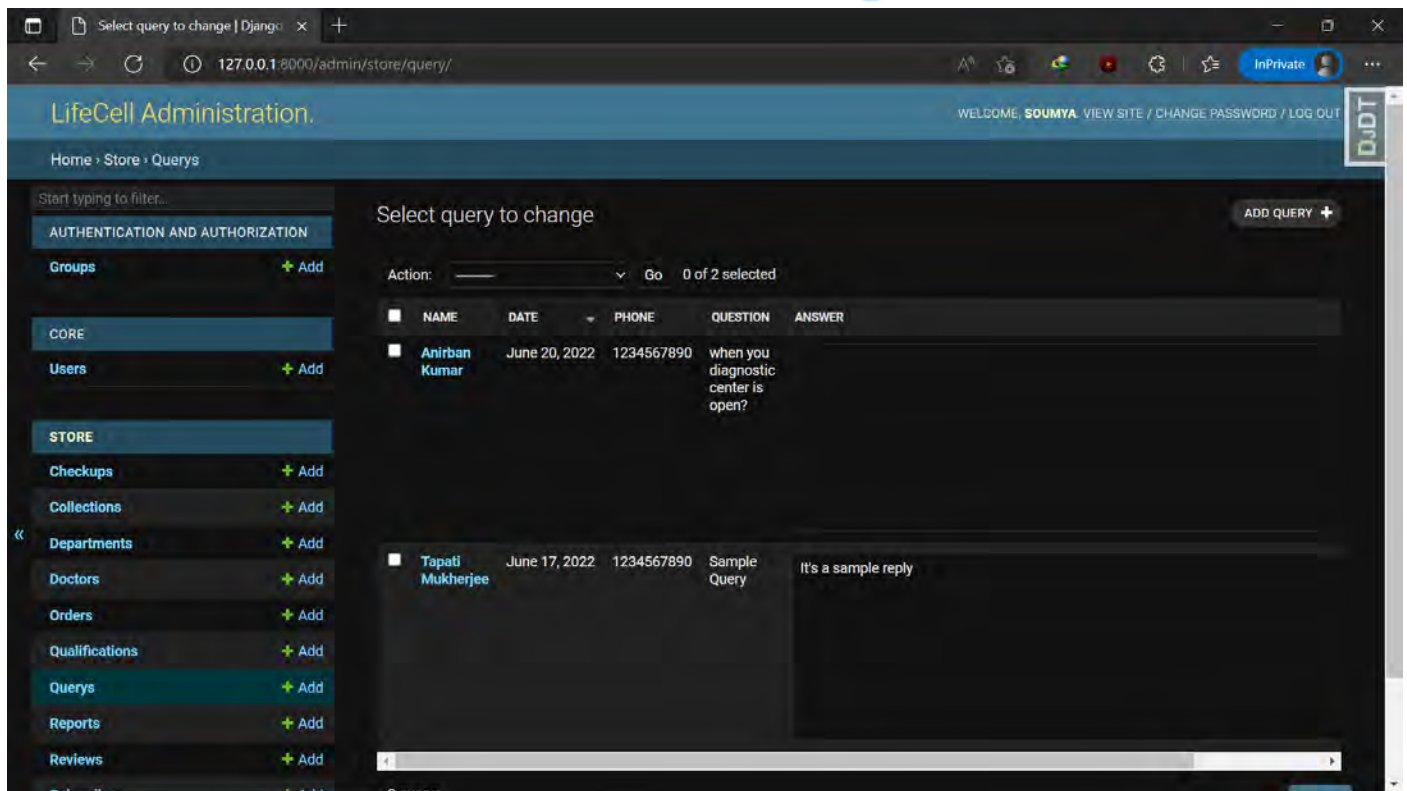 Select query to change | Django
127.0.0.1:8000/admin/store/query/
InPrivate
LifeCell Administration.
WELCOME, SOUMYA. VIEW SITE / CHANGE PASSWORD / LOG OUT
DJDT
Home › Store › Querys
Start typing to filter...
AUTHENTICATION AND AUTHORIZATION
Groups + Add
CORE
Users + Add
STORE
Checkups + Add
Collections + Add
Departments + Add
Doctors + Add
Orders + Add
Qualifications + Add
Querys + Add
Reports + Add
Reviews + Add
«
Select query to change
ADD QUERY +
Action: Go 0 of 2 selected
NAME DATE PHONE QUESTION ANSWER
Anirban Kumar June 20, 2022 1234567890 when you
diagnostic
center is
open?
Tapati Mukherjee June 17, 2022 1234567890 Sample Query It's a sample reply